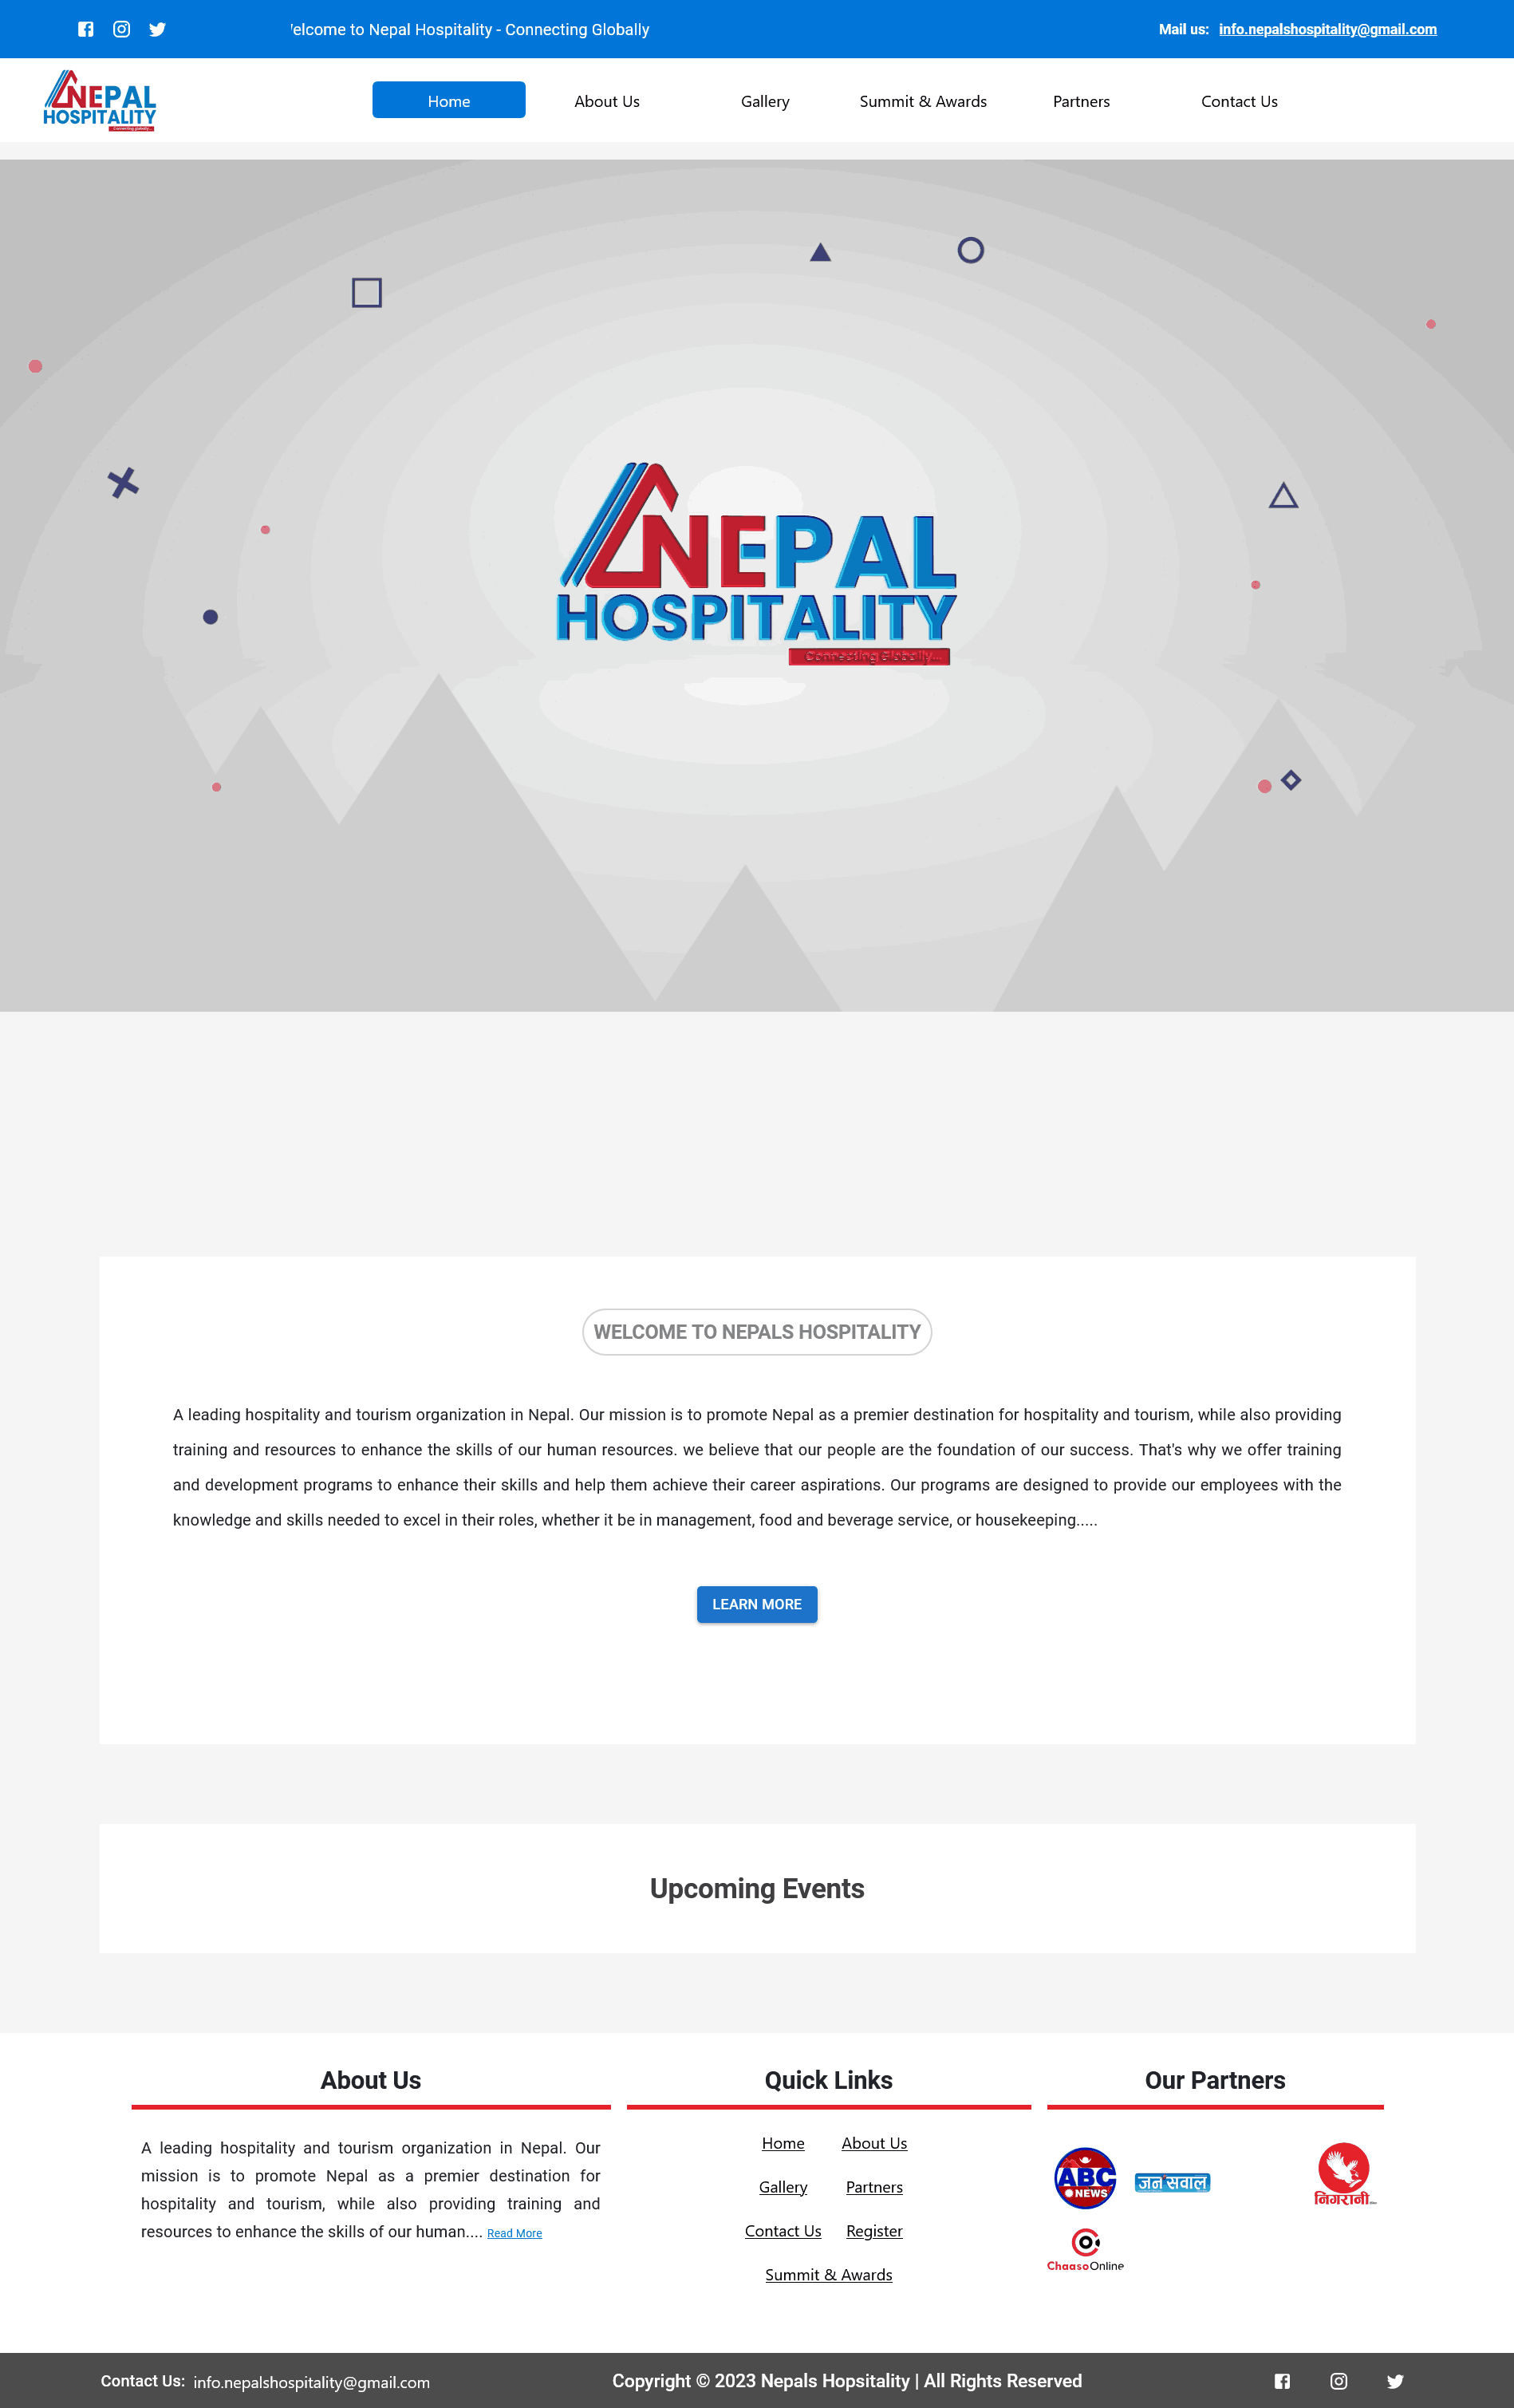 elcome to Nepal Hospitality - Connecting Globally
Mail us: info.nepalshospitality@gmail.com
NEPAL
HOSPITALITY
Connecting globally...
Home
About Us
Gallery
Summit & Awards
Partners
Contact Us
NEPAL
HOSPITALITY
Connecting Globally...
WELCOME TO NEPALS HOSPITALITY
A leading hospitality and tourism organization in Nepal. Our mission is to promote Nepal as a premier destination for hospitality and tourism, while also providing
training and resources to enhance the skills of our human resources. we believe that our people are the foundation of our success. That's why we offer training
and development programs to enhance their skills and help them achieve their career aspirations. Our programs are designed to provide our employees with the
knowledge and skills needed to excel in their roles, whether it be in management, food and beverage service, or housekeeping.....
LEARN MORE
Upcoming Events
About Us
A leading hospitality and tourism organization in Nepal. Our
mission is to promote Nepal as a premier destination for
hospitality and tourism, while also providing training and
resources to enhance the skills of our human.... Read More
Quick Links
Home
About Us
Gallery
Partners
Contact Us
Register
Summit & Awards
Our Partners
ABC
NEWS
जन सवाल
निगरानी
ChaasoOnline
Contact Us: info.nepalshospitality@gmail.com
Copyright © 2023 Nepals Hopsitality | All Rights Reserved